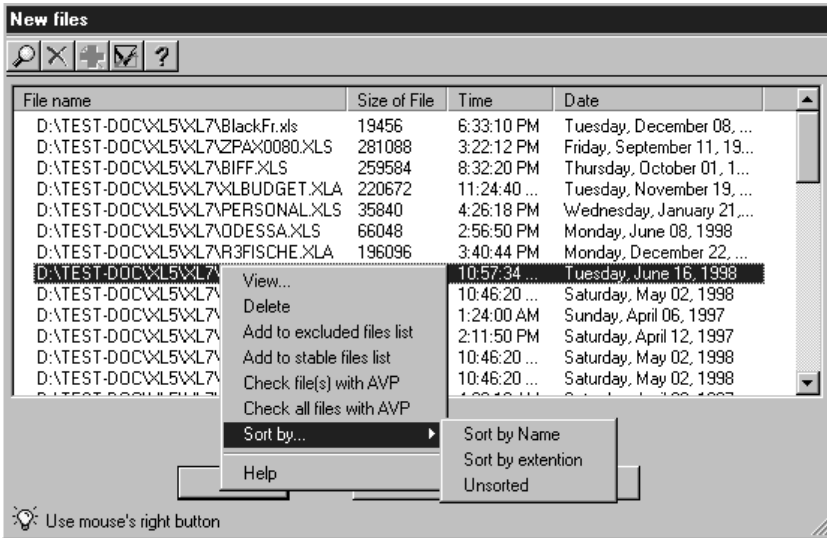 New files
?
File name Size of File Time Date
D:\TEST-DOC\XL5\XL7\BlackFr.xls 19456 6:33:10 PM Tuesday, December 08, ...
D:\TEST-DOC\XL5\XL7\ZPAX0080.XLS 281088 3:22:12 PM Friday, September 11, 19...
D:\TEST-DOC\XL5\XL7\BIFF.XLS 259584 8:32:20 PM Thursday, October 01, 1...
D:\TEST-DOC\XL5\XL7\XLBUDGET.XLA 220672 11:24:40 ... Tuesday, November 19, ...
D:\TEST-DOC\XL5\XL7\PERSONAL.XLS 35840 4:26:18 PM Wednesday, January 21,...
D:\TEST-DOC\XL5\XL7\ODESSA.XLS 66048 2:56:50 PM Monday, June 08, 1998
D:\TEST-DOC\XL5\XL7\R3FISCHE.XLA 196096 3:40:44 PM Monday, December 22, ...
D:\TEST-DOC\XL5\XL7\ 10:57:34 ... Tuesday, June 16, 1998
D:\TEST-DOC\XL5\XL7\ 10:46:20 ... Saturday, May 02, 1998
D:\TEST-DOC\XL5\XL7\ 1:24:00 AM Sunday, April 06, 1997
D:\TEST-DOC\XL5\XL7\ 2:11:50 PM Saturday, April 12, 1997
D:\TEST-DOC\XL5\XL7\ 10:46:20 ... Saturday, May 02, 1998
D:\TEST-DOC\XL5\XL7\ 10:46:20 ... Saturday, May 02, 1998
View...
Delete
Add to excluded files list
Add to stable files list
Check file(s) with AVP
Check all files with AVP
Sort by...
Help
Sort by Name
Sort by extention
Unsorted
Use mouse's right button